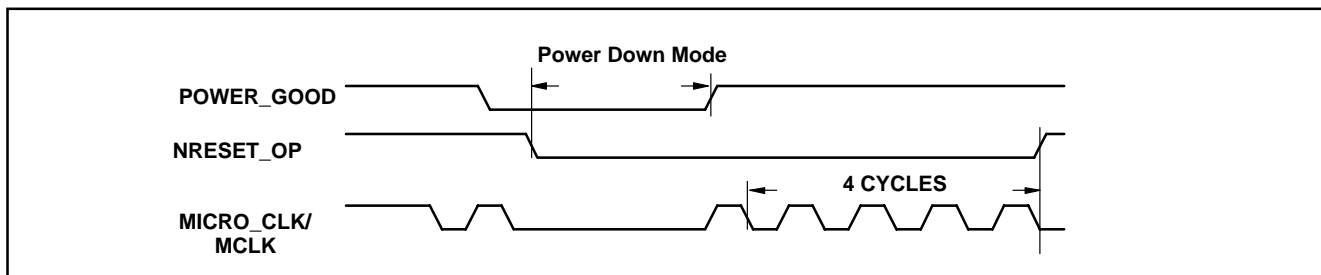 Power Down Mode
POWER_GOOD
NRESET_OP
4 CYCLES
MICRO_CLK/
MCLK